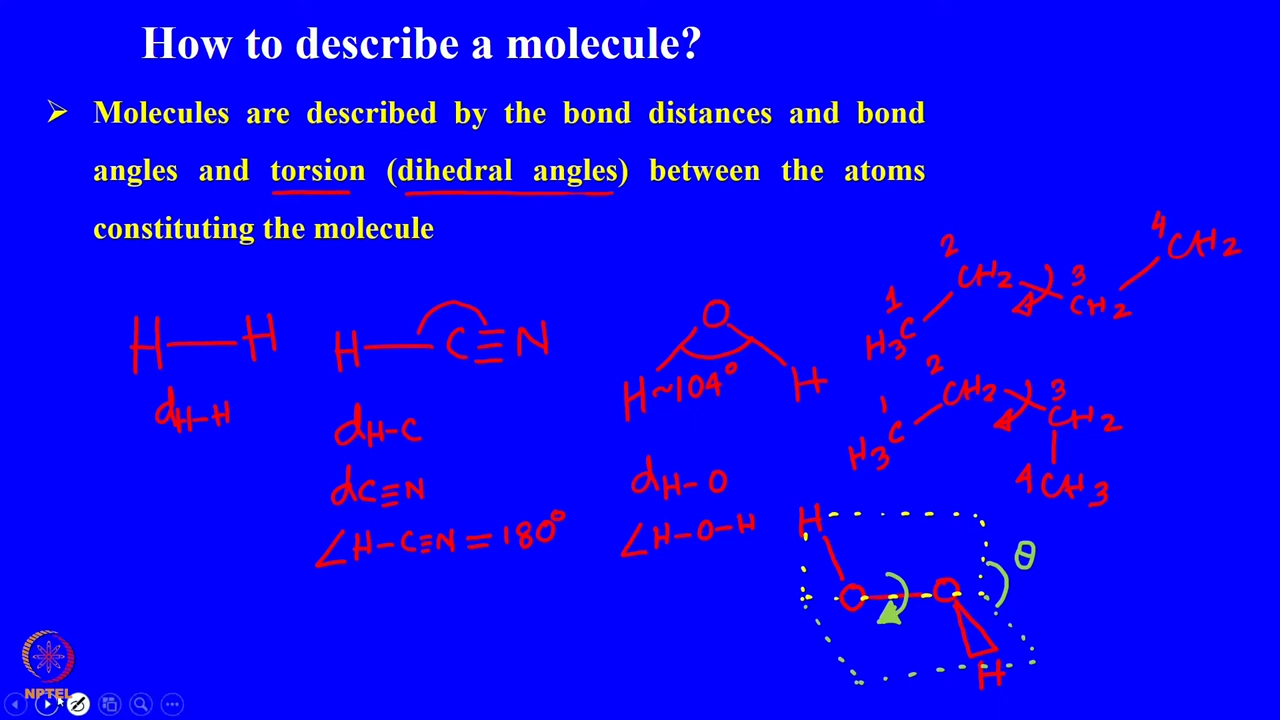 How to describe a molecule?
➢ Molecules are described by the bond distances and bond
angles and torsion (dihedral angles) between the atoms
constituting the molecule
H—H
dH-H
H—C≡N
dH-C
dC≡N
∠H-C≡N = 180°
O
H ~104° H
dH-O
∠H-O-H
1 2 3 4
H3C CH2 CH2 CH2
1 2 3
H3C CH2 CH2
4 CH3
H
O O θ
H
NPTEL